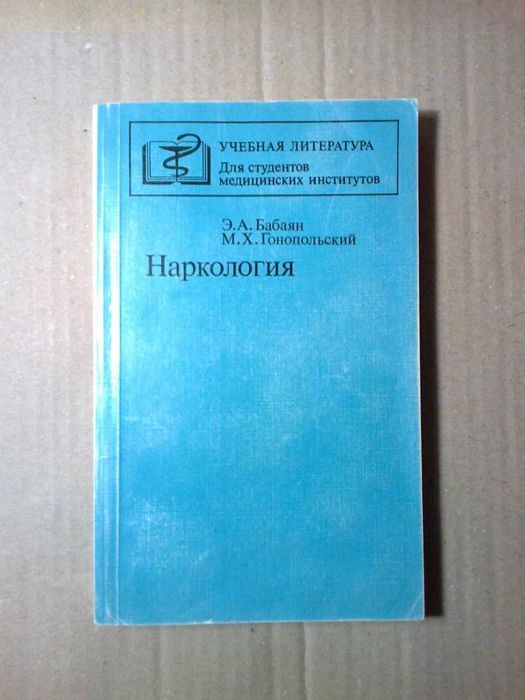 УЧЕБНАЯ ЛИТЕРАТУРА
Для студентов
медицинских институтов
Э. А. Бабаян
М. Х. Гонопольский
Наркология